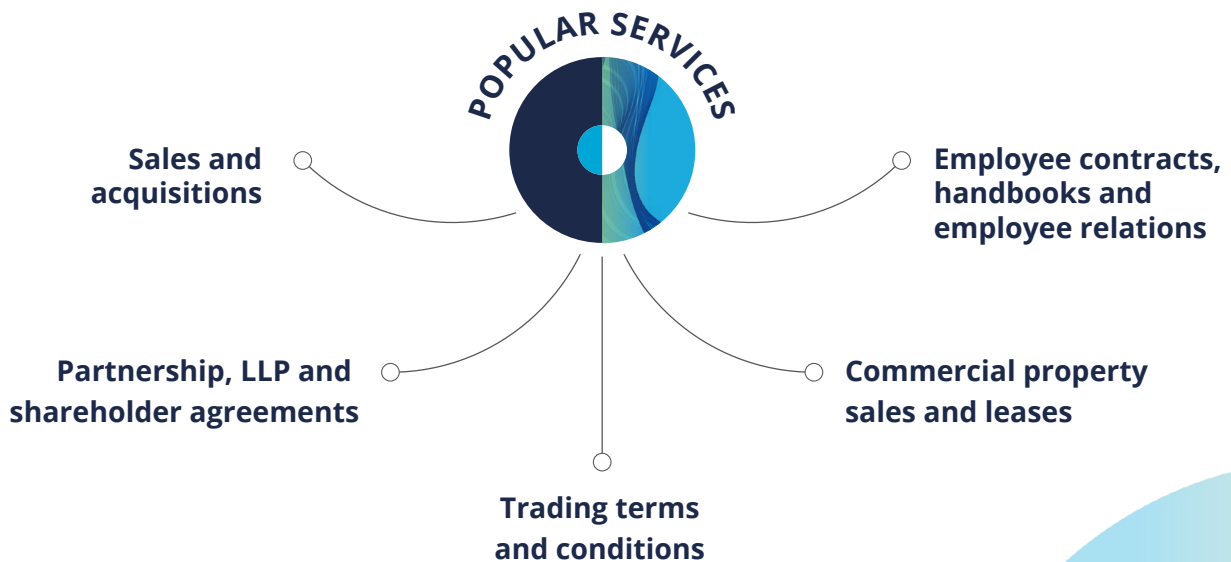 POPULAR SERVICES
Sales and
acquisitions
Employee contracts,
handbooks and
employee relations
Partnership, LLP and
shareholder agreements
Commercial property
sales and leases
Trading terms
and conditions